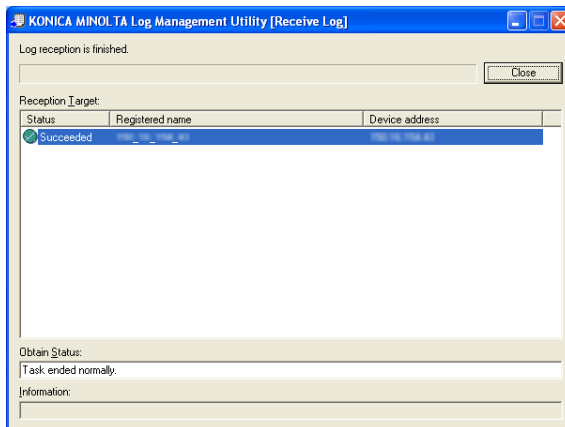 KONICA MINOLTA Log Management Utility [Receive Log]
Log reception is finished.
Close
Reception Target:
Status Registered name Device address
Succeeded
Obtain Status:
Task ended normally.
Information: